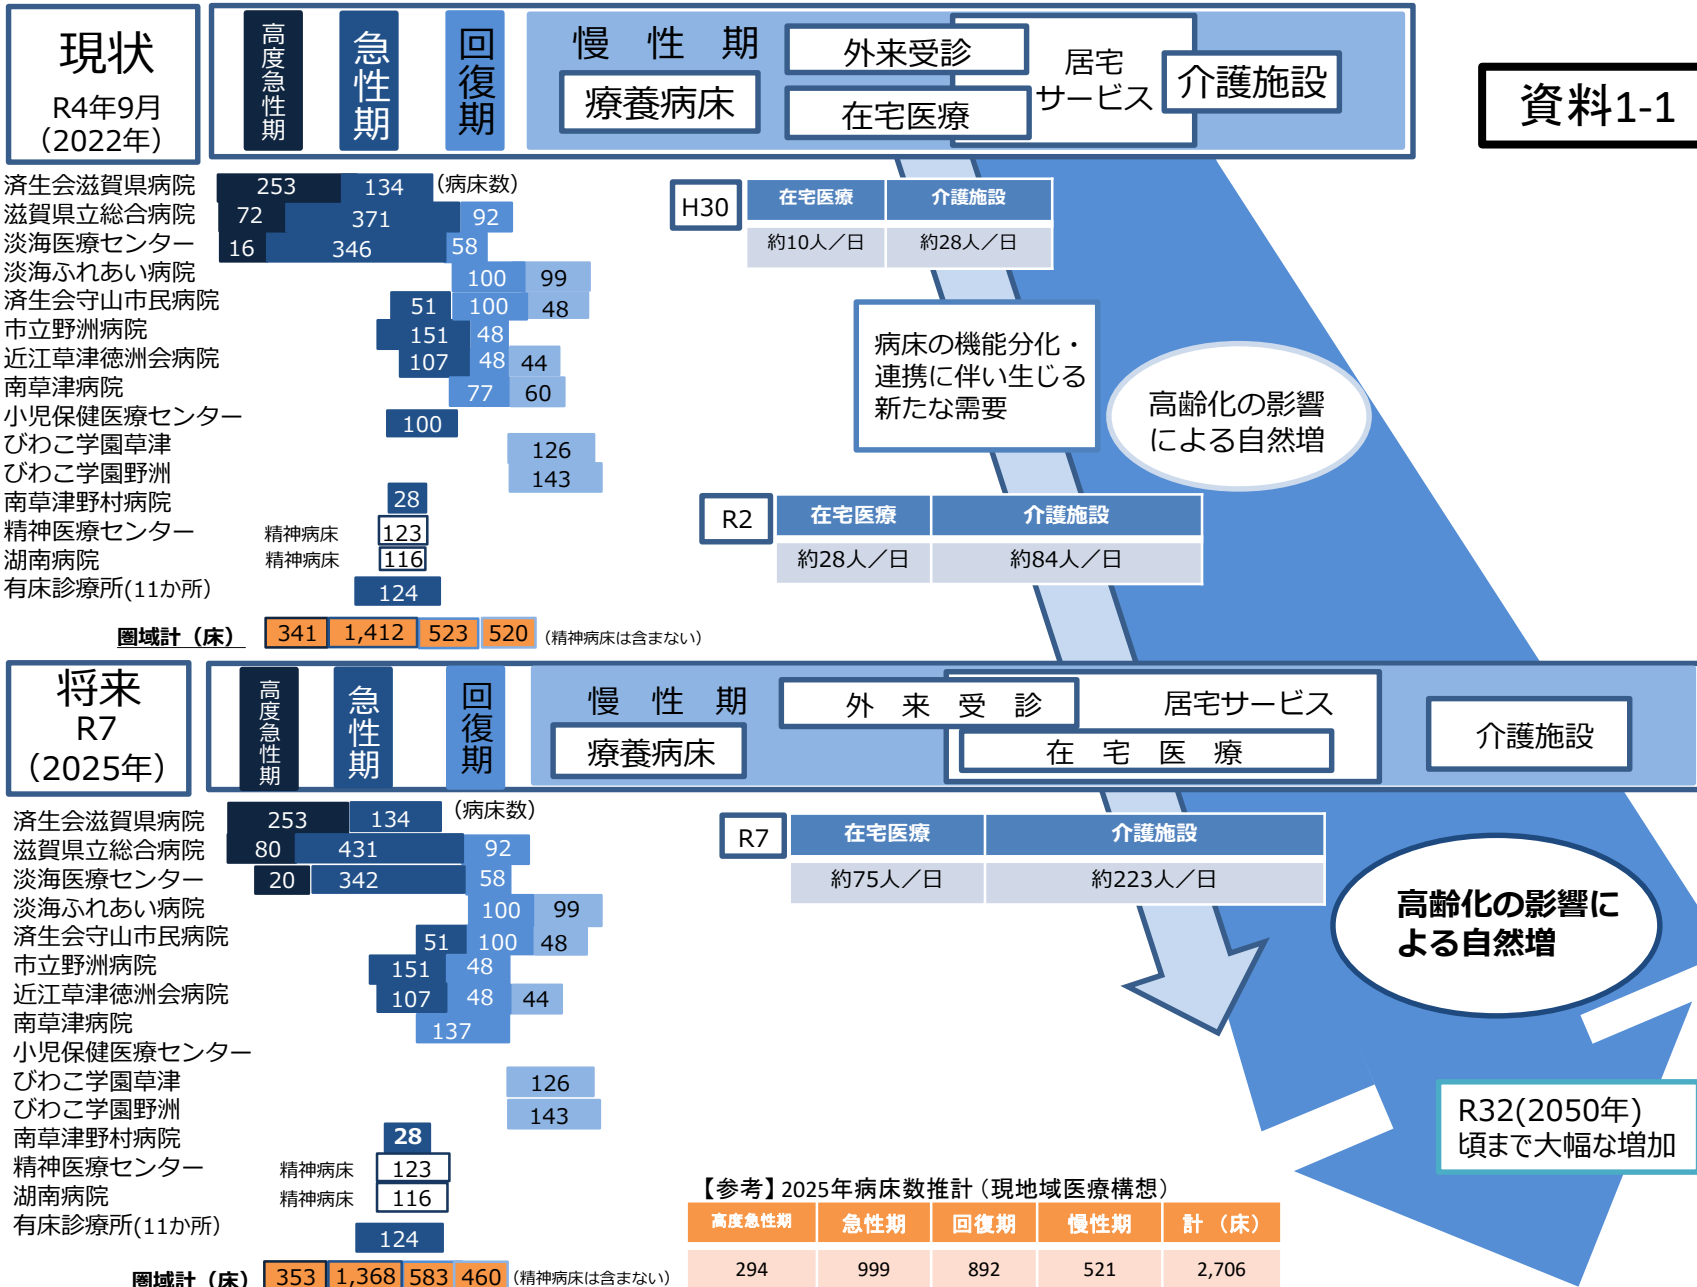 現状
R4年9月
（2022年）
高度急性期
急性期
回復期
慢 性 期
療養病床
外来受診
在宅医療
居宅
サービス
介護施設
資料1-1
(病床数)
済生会滋賀県病院 253 134
滋賀県立総合病院 72 371 92
淡海医療センター 16 346 58
淡海ふれあい病院 100 99
済生会守山市民病院 51 100 48
市立野洲病院 151 48
近江草津徳洲会病院 107 48 44
南草津病院 77 60
小児保健医療センター 100
びわこ学園草津 126
びわこ学園野洲 143
南草津野村病院 28
精神医療センター 精神病床 123
湖南病院 精神病床 116
有床診療所(11か所） 124
圏域計（床） 341 1,412 523 520 (精神病床は含まない)
H30
在宅医療 介護施設
約10人／日 約28人／日
病床の機能分化・
連携に伴い生じる
新たな需要
高齢化の影響
による自然増
R2
在宅医療 介護施設
約28人／日 約84人／日
将来
R7
（2025年）
高度急性期
急性期
回復期
慢 性 期
療養病床
外 来 受 診
居宅サービス
在 宅 医 療
介護施設
(病床数)
済生会滋賀県病院 253 134
滋賀県立総合病院 80 431 92
淡海医療センター 20 342 58
淡海ふれあい病院 100 99
済生会守山市民病院 51 100 48
市立野洲病院 151 48
近江草津徳洲会病院 107 48 44
南草津病院 137
小児保健医療センター
びわこ学園草津 126
びわこ学園野洲 143
南草津野村病院 28
精神医療センター 精神病床 123
湖南病院 精神病床 116
有床診療所(11か所） 124
圏域計（床） 353 1,368 583 460 (精神病床は含まない)
R7
在宅医療 介護施設
約75人／日 約223人／日
高齢化の影響に
よる自然増
R32(2050年)
頃まで大幅な増加
【参考】2025年病床数推計（現地域医療構想）
高度急性期 急性期 回復期 慢性期 計 （床）
294 999 892 521 2,706